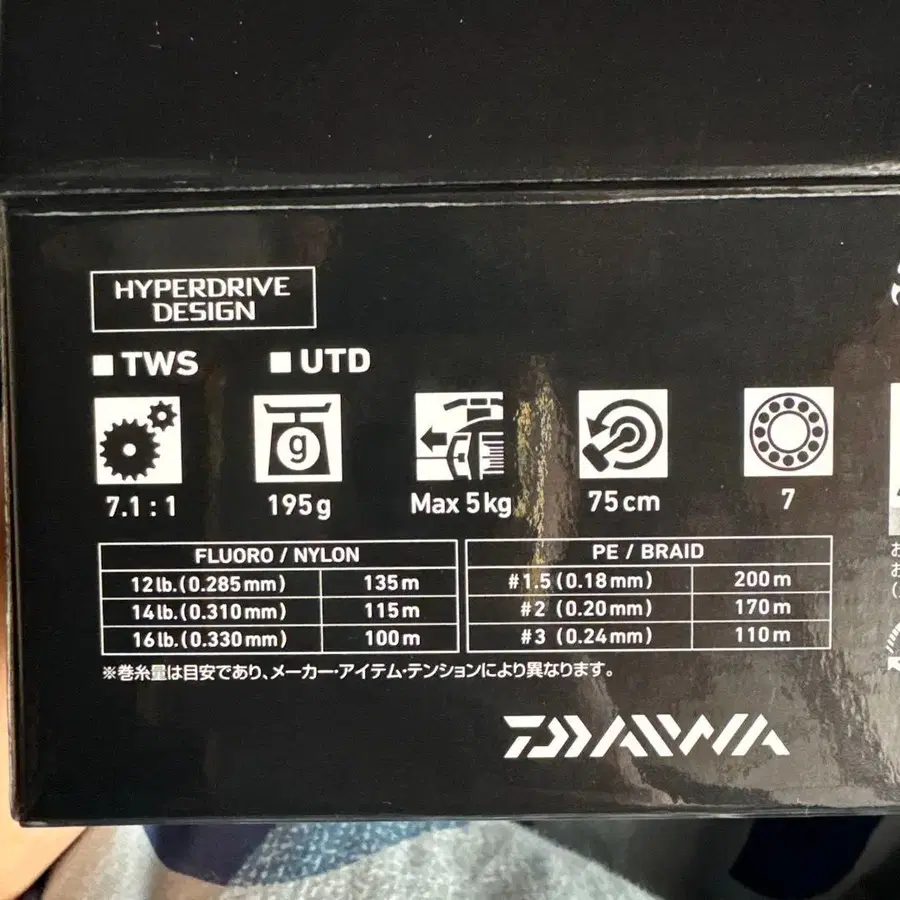 HYPERDRIVE
DESIGN
■ TWS ■ UTD
g
7.1 : 1 195g Max 5kg 75cm 7
FLUORO / NYLON
12lb.(0.285mm) 135m
14lb.(0.310mm) 115m
16lb.(0.330mm) 100m
PE / BRAID
#1.5 (0.18mm) 200m
#2 (0.20mm) 170m
#3 (0.24mm) 110m
※巻糸量は目安であり、メーカー・アイテム・テンションにより異なります。
DAIWA